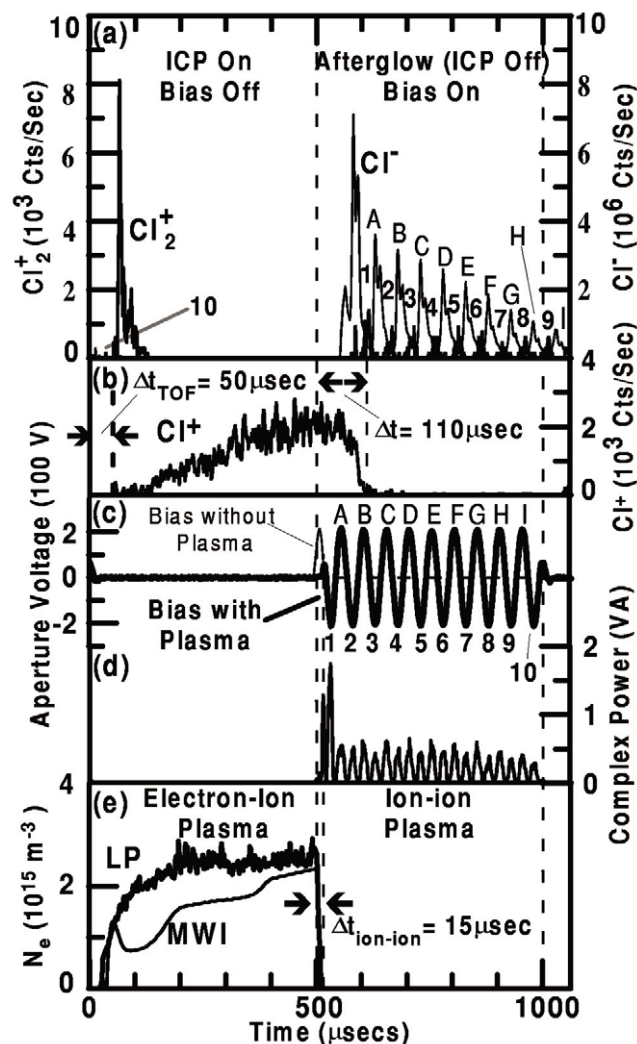 (a)
ICP On
Bias Off
Afterglow (ICP Off)
Bias On
Cl₂⁺ (10³ Cts/Sec)
Cl⁻ (10⁶ Cts/Sec)
10
8
6
4
2
0
10
8
6
4
2
0
Cl₂⁺
10
Cl⁻
A
B
C
D
E
F
G
H
I
1
2
3
4
5
6
7
8
9
(b)
Δt_TOF = 50μsec
Cl⁺
Δt= 110μsec
4
2
0
Cl⁺ (10³ Cts/Sec)
(c)
Aperture Voltage (100 V)
2
0
-2
Bias without
Plasma
Bias with
Plasma
A B C D E F G H I
1 2 3 4 5 6 7 8 9
10
(d)
2
1
0
Complex Power (VA)
(e)
Electron-Ion
Plasma
Ion-ion
Plasma
LP
MWI
Δt_ion-ion = 15μsec
Nₑ (10¹⁵ m⁻³)
4
2
0
0
500
1000
Time (μsecs)